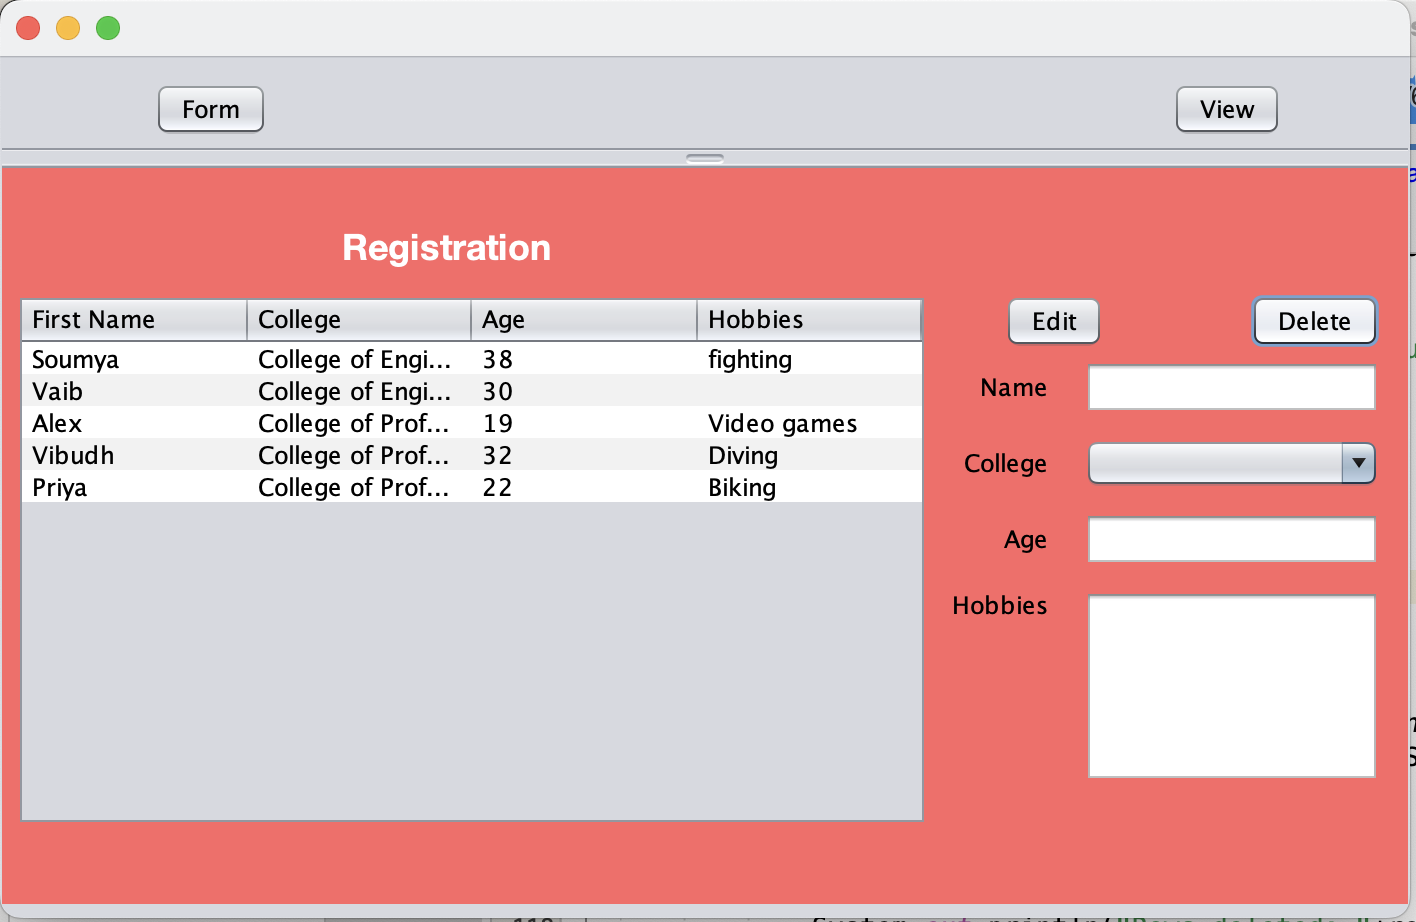 Form View
Registration
First Name College Age Hobbies
Soumya College of Engi... 38 fighting
Vaib College of Engi... 30
Alex College of Prof... 19 Video games
Vibudh College of Prof... 32 Diving
Priya College of Prof... 22 Biking
Edit Delete
Name
College
Age
Hobbies